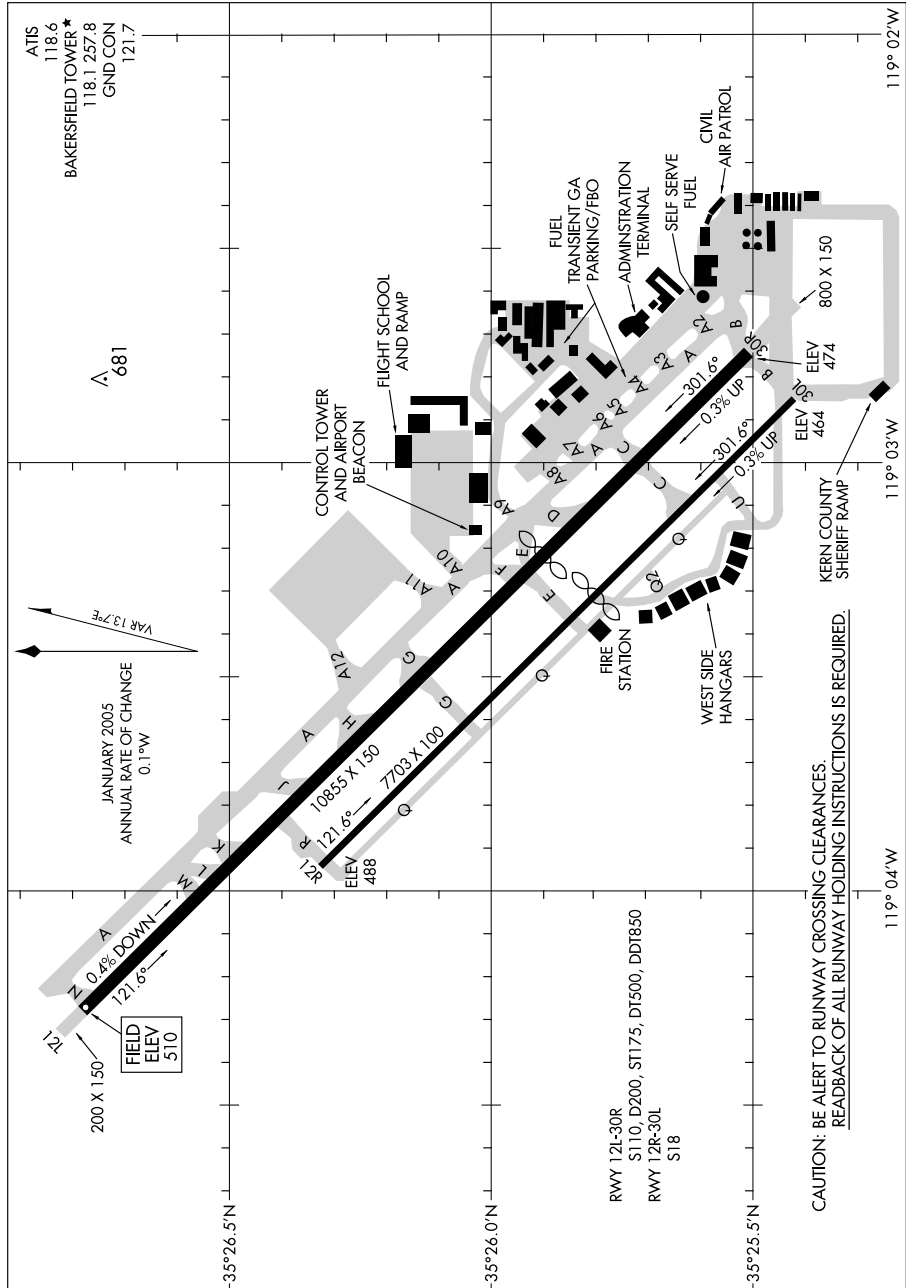 ATIS
118.6
BAKERSFIELD TOWER★
118.1 257.8
GND CON
121.7
681
JANUARY 2005
ANNUAL RATE OF CHANGE
0.1°W
VAR 13.7°E
FLIGHT SCHOOL
AND RAMP
CONTROL TOWER
AND AIRPORT
BEACON
FUEL
TRANSIENT GA
PARKING/FBO
ADMINSTRATION
TERMINAL
SELF SERVE
FUEL
CIVIL
AIR PATROL
200 X 150
12L
N
A
FIELD
ELEV
510
0.4% DOWN
121.6°
M
L
K
J
A
H
A12
G
G
10855 X 150
R
12R
ELEV
488
121.6°
7703 X 100
Q
A11
A10
A
F
E
E
A9
D
A8
A7
A
A6
A5
C
C
A4
A3
A
A2
B
B
301.6°
0.3% UP
301.6°
0.3% UP
30R
ELEV
474
30L
ELEV
464
800 X 150
Q
Q2
Q
U
FIRE
STATION
WEST SIDE
HANGARS
KERN COUNTY
SHERIFF RAMP
RWY 12L-30R
S110, D200, ST175, DT500, DDT850
RWY 12R-30L
S18
CAUTION: BE ALERT TO RUNWAY CROSSING CLEARANCES.
READBACK OF ALL RUNWAY HOLDING INSTRUCTIONS IS REQUIRED.
35°26.5'N
35°26.0'N
35°25.5'N
119° 04'W
119° 03'W
119° 02'W